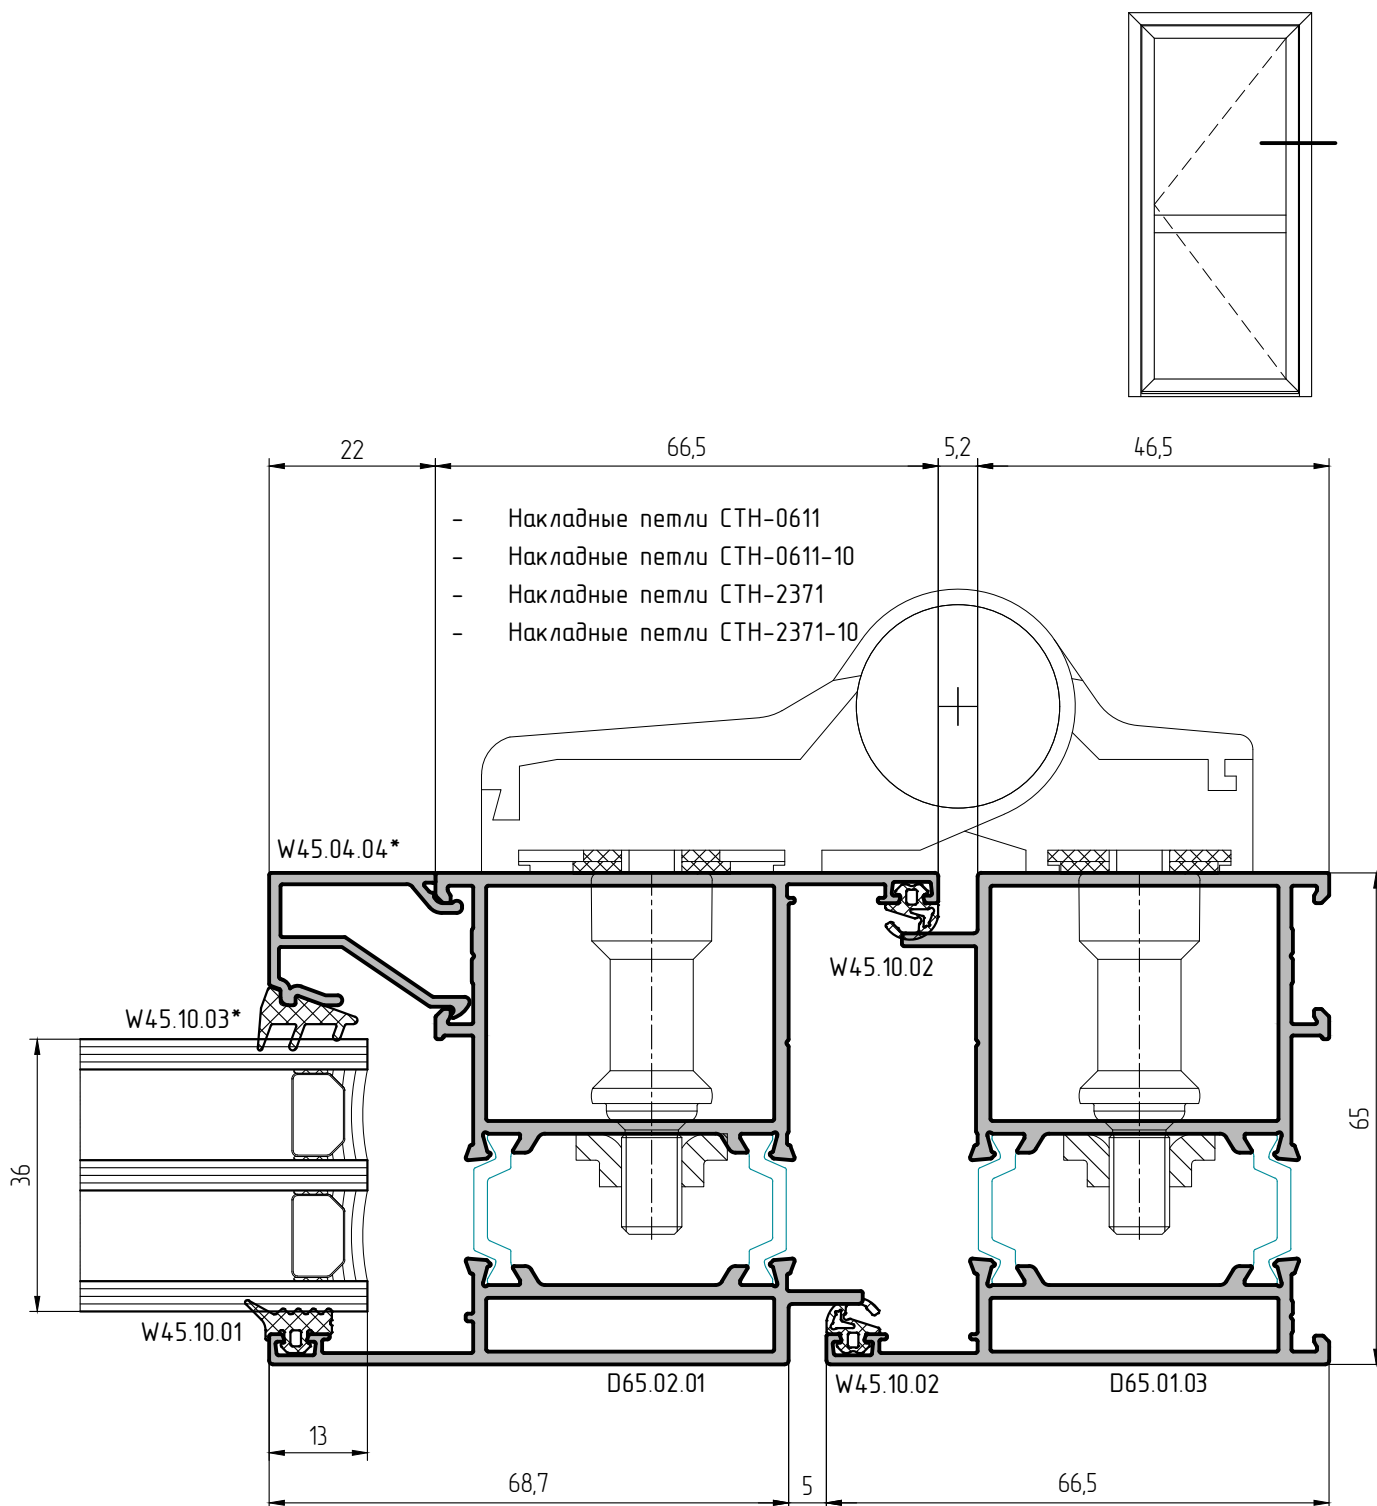 22
66,5
5,2
46,5
- Накладные петли СТН-0611
- Накладные петли СТН-0611-10
- Накладные петли СТН-2371
- Накладные петли СТН-2371-10
W45.04.04*
W45.10.02
W45.10.03*
36
65
W45.10.01
D65.02.01
W45.10.02
D65.01.03
13
68,7
5
66,5